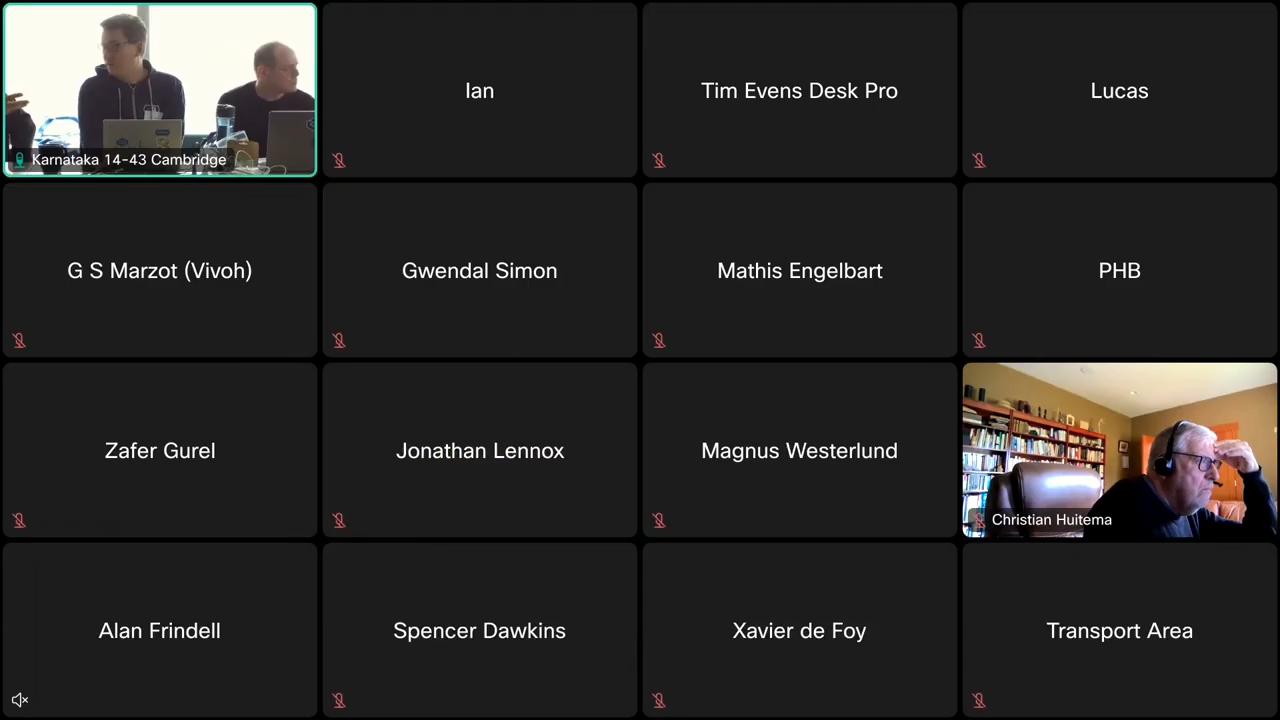 Karnataka 14-43 Cambridge
Ian
Tim Evens Desk Pro
Lucas
G S Marzot (Vivoh)
Gwendal Simon
Mathis Engelbart
PHB
Zafer Gurel
Jonathan Lennox
Magnus Westerlund
Christian Huitema
Alan Frindell
Spencer Dawkins
Xavier de Foy
Transport Area